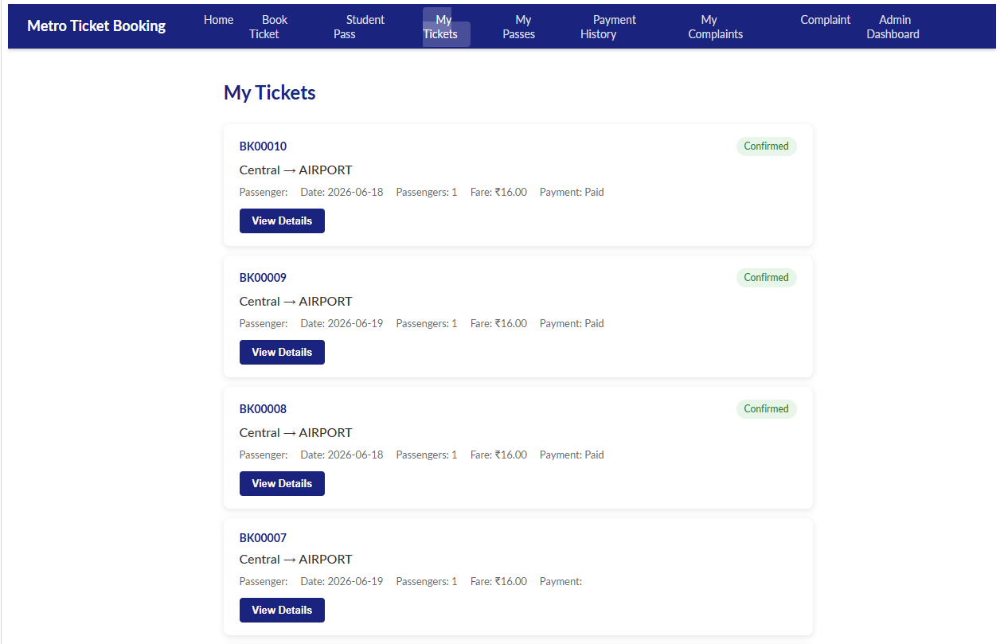 Metro Ticket Booking
Home
Book Ticket
Student Pass
My Tickets
My Passes
Payment History
My Complaints
Complaint
Admin Dashboard
My Tickets
BK00010
Confirmed
Central → AIRPORT
Passenger: Date: 2026-06-18 Passengers: 1 Fare: ₹16.00 Payment: Paid
View Details
BK00009
Confirmed
Central → AIRPORT
Passenger: Date: 2026-06-19 Passengers: 1 Fare: ₹16.00 Payment: Paid
View Details
BK00008
Confirmed
Central → AIRPORT
Passenger: Date: 2026-06-18 Passengers: 1 Fare: ₹16.00 Payment: Paid
View Details
BK00007
Central → AIRPORT
Passenger: Date: 2026-06-19 Passengers: 1 Fare: ₹16.00 Payment:
View Details